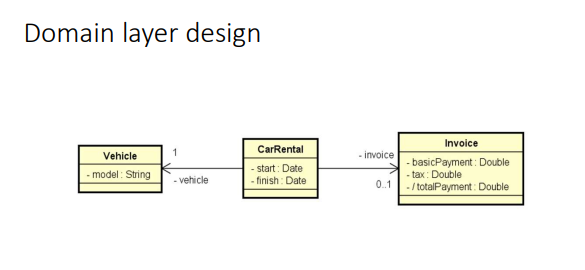 Domain layer design
Vehicle
- model : String
1
- vehicle
CarRental
- start : Date
- finish : Date
- invoice
0..1
Invoice
- basicPayment : Double
- tax : Double
- / totalPayment : Double